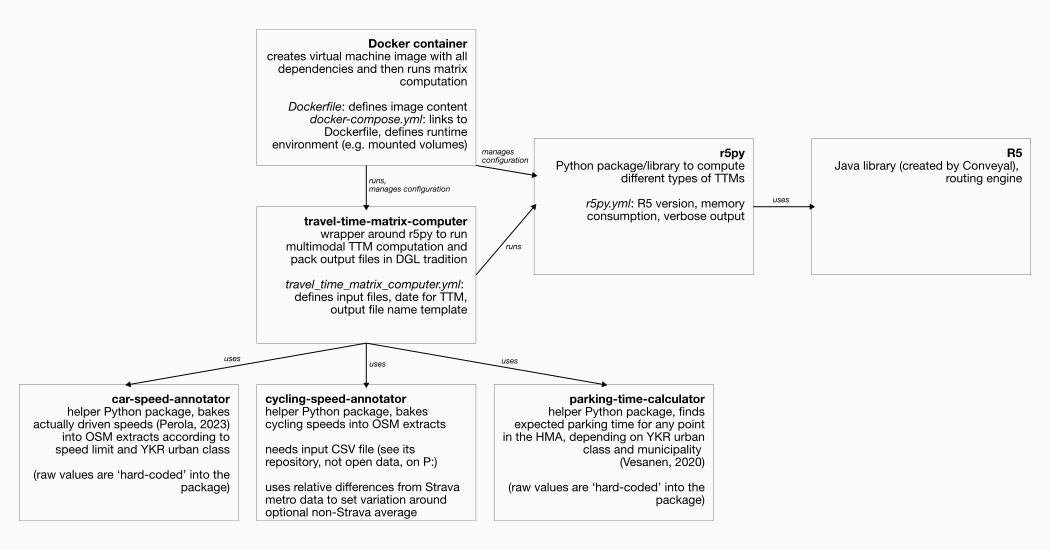 Docker container
creates virtual machine image with all
dependencies and then runs matrix
computation
Dockerfile: defines image content
docker-compose.yml: links to
Dockerfile, defines runtime
environment (e.g. mounted volumes)
manages
configuration
r5py
Python package/library to compute
different types of TTMs
r5py.yml: R5 version, memory
consumption, verbose output
uses
R5
Java library (created by Conveyal),
routing engine
runs,
manages configuration
travel-time-matrix-computer
wrapper around r5py to run
multimodal TTM computation and
pack output files in DGL tradition
travel_time_matrix_computer.yml:
defines input files, date for TTM,
output file name template
runs
uses
uses
uses
car-speed-annotator
helper Python package, bakes
actually driven speeds (Perola, 2023)
into OSM extracts according to
speed limit and YKR urban class
(raw values are ‘hard-coded’ into the
package)
cycling-speed-annotator
helper Python package, bakes
cycling speeds into OSM extracts
needs input CSV file (see its
repository, not open data, on P:)
uses relative differences from Strava
metro data to set variation around
optional non-Strava average
parking-time-calculator
helper Python package, finds
expected parking time for any point
in the HMA, depending on YKR urban
class and municipality
(Vesanen, 2020)
(raw values are ‘hard-coded’ into the
package)